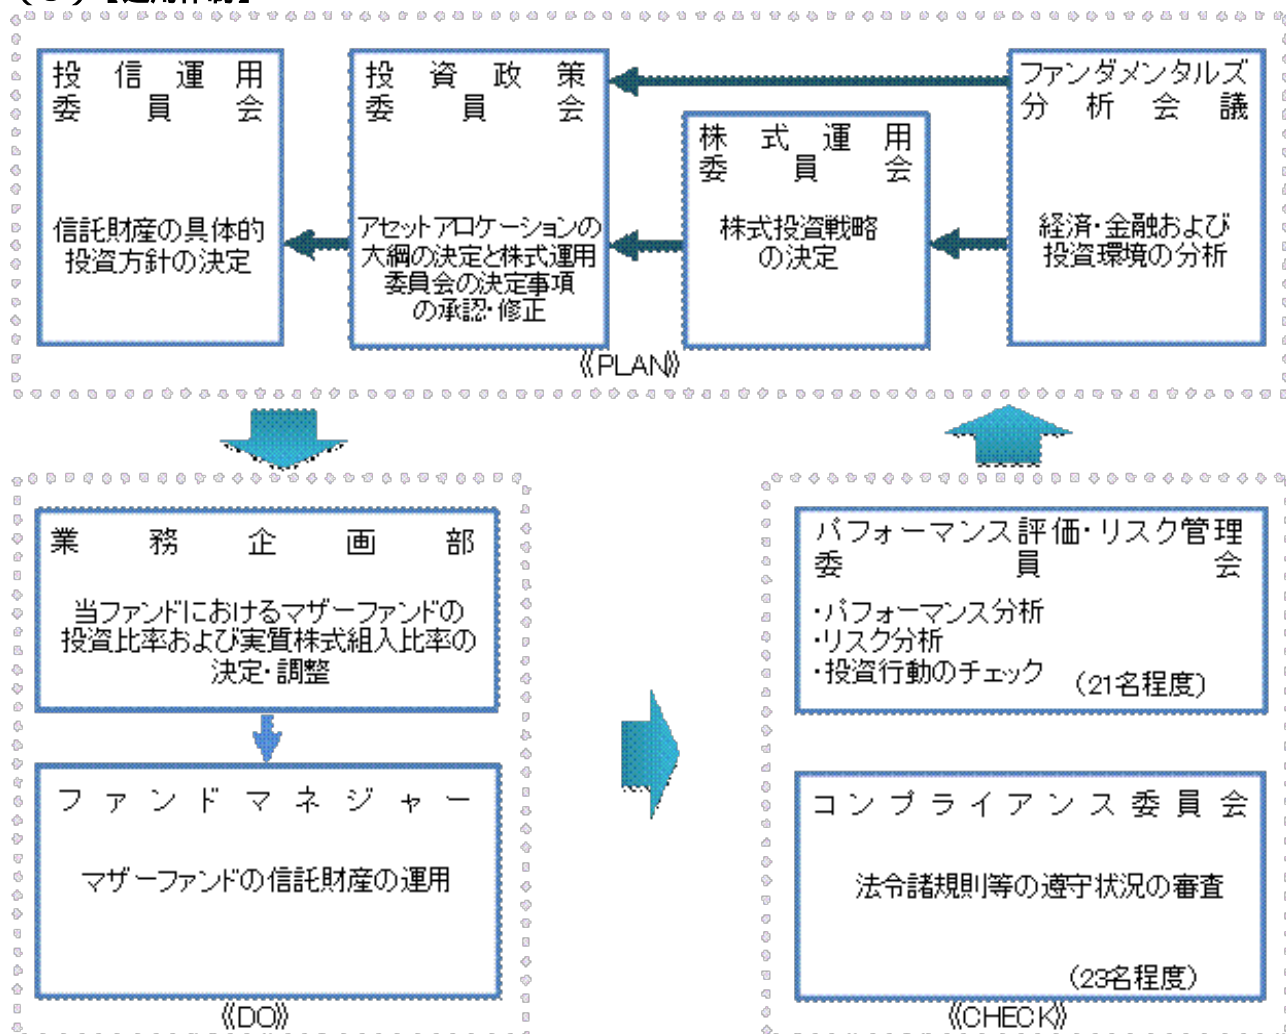 投信運用
委員会
信託財産の具体的
投資方針の決定
投資政策
委員会
アセットアロケーションの
大綱の決定と株式運用
委員会の決定事項
の承認・修正
株式運用
委員会
株式投資戦略
の決定
ファンダメンタルズ
分析会議
経済・金融および
投資環境の分析
《PLAN》
業務企画部
当ファンドにおけるマザーファンドの
投資比率および実質株式組入比率の
決定・調整
ファンドマネジャー
マザーファンドの信託財産の運用
《DO》
パフォーマンス評価・リスク管理
委員会
・パフォーマンス分析
・リスク分析
・投資行動のチェック
(21名程度)
コンプライアンス委員会
法令諸規則等の遵守状況の審査
(23名程度)
《CHECK》